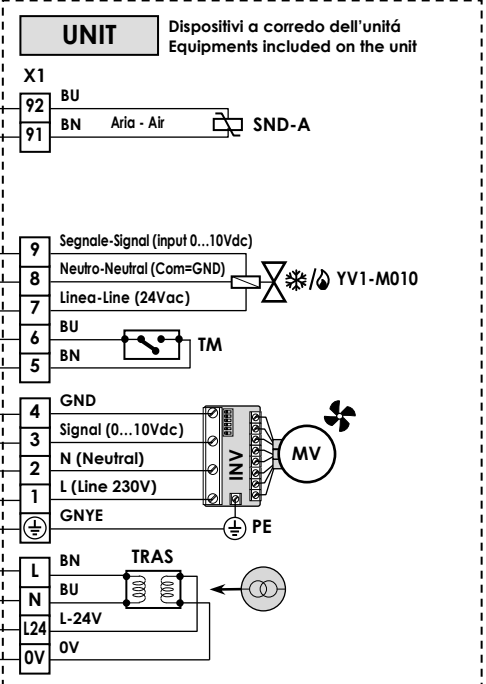 UNIT
Dispositivi a corredo dell'unitá
Equipments included on the unit
X1
92 BU
91 BN Aria - Air SND-A
9 Segnale-Signal (input 0...10Vdc)
8 Neutro-Neutral (Com=GND) YV1-M010
7 Linea-Line (24Vac)
6 BU
TM
5 BN
4 GND
3 Signal (0...10Vdc)
2 N (Neutral)
INV MV
1 L (Line 230V)
GNYE
PE
L BN TRAS
N BU
L24 L-24V
0V 0V